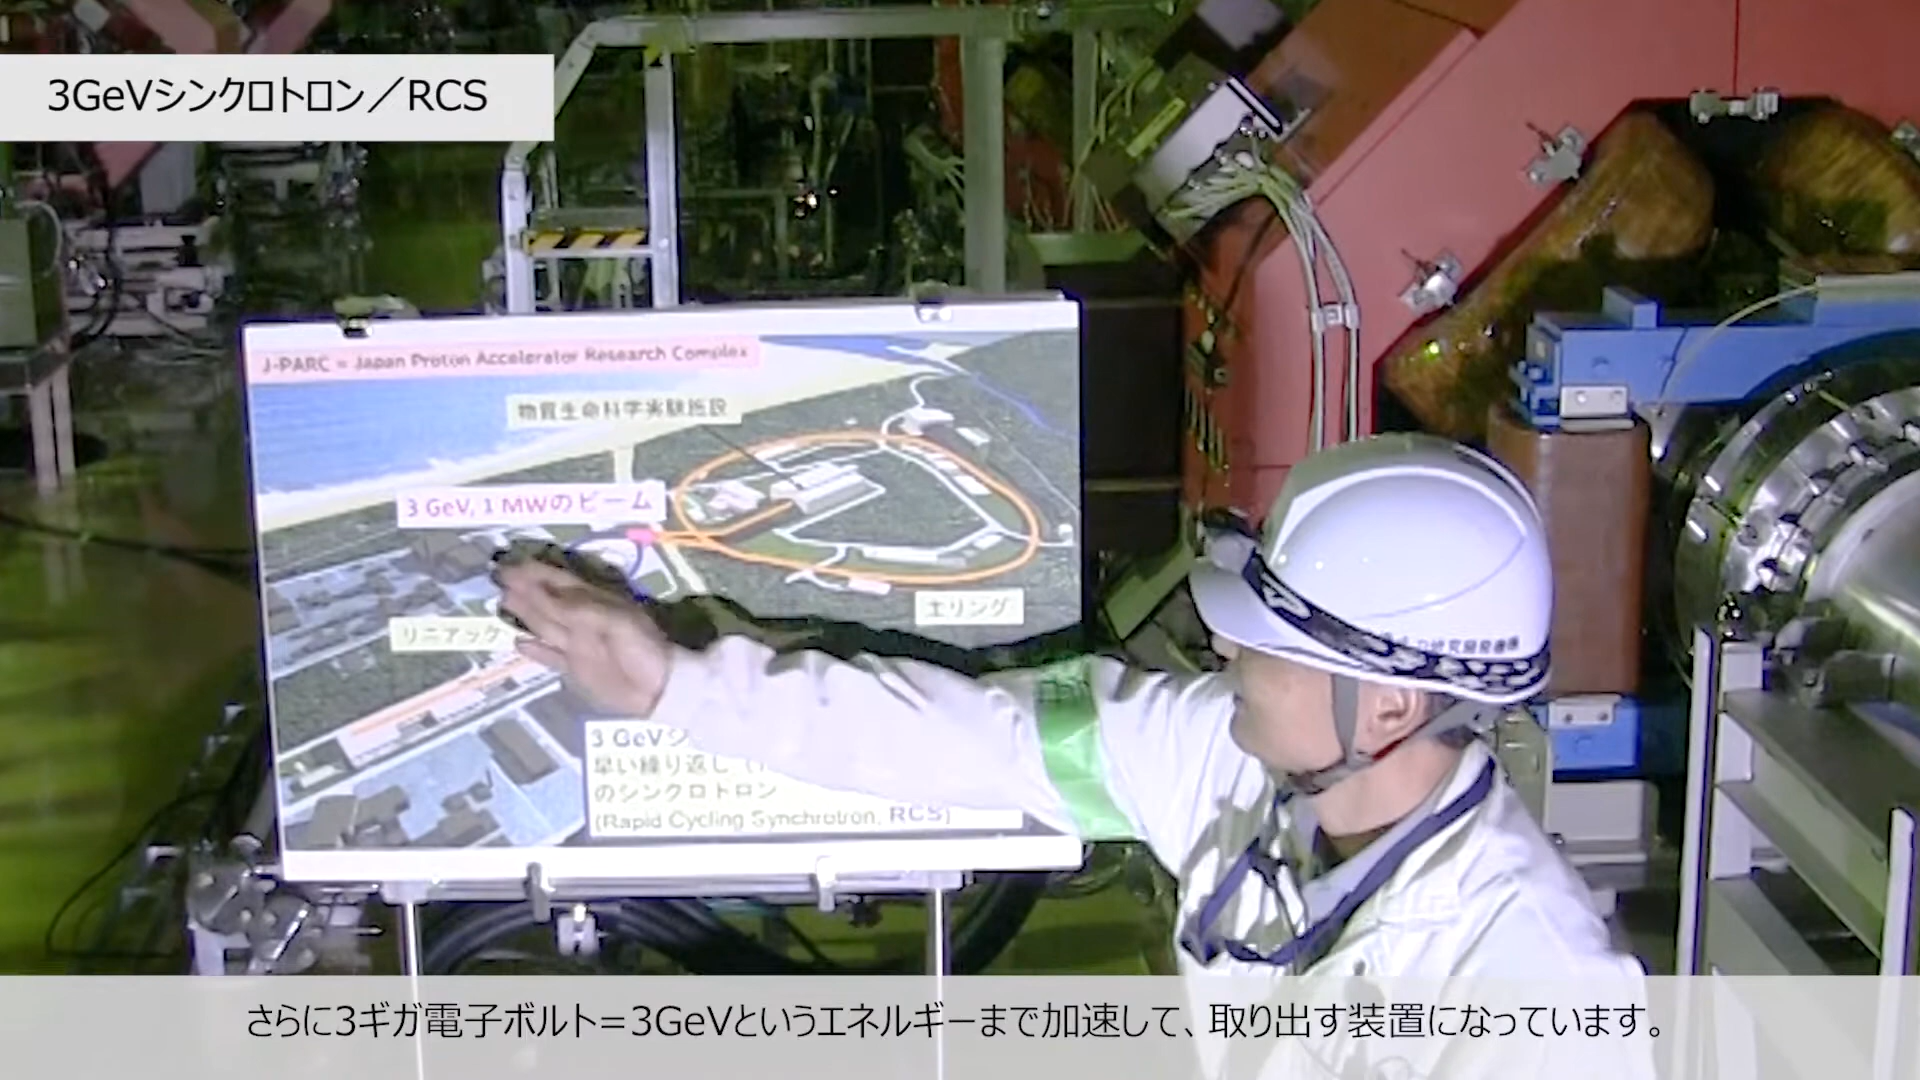 3GeVシンクロトロン／RCS
J-PARC = Japan Proton Accelerator Research Complex
物質生命科学実験施設
3 GeV, 1 MWのビーム
主リング
リニアック
3 GeVシ
早い繰り返し
のシンクロトロン
(Rapid Cycling Synchrotron, RCS)
さらに3ギガ電子ボルト＝3GeVというエネルギーまで加速して、取り出す装置になっています。